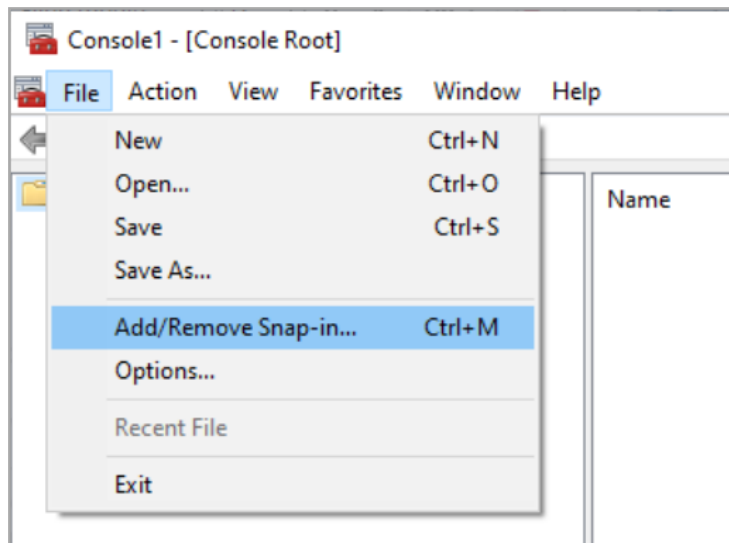 Console1 - [Console Root]
File Action View Favorites Window Help
New Ctrl+N
Open... Ctrl+O
Save Ctrl+S
Save As...
Name
Add/Remove Snap-in... Ctrl+M
Options...
Recent File
Exit